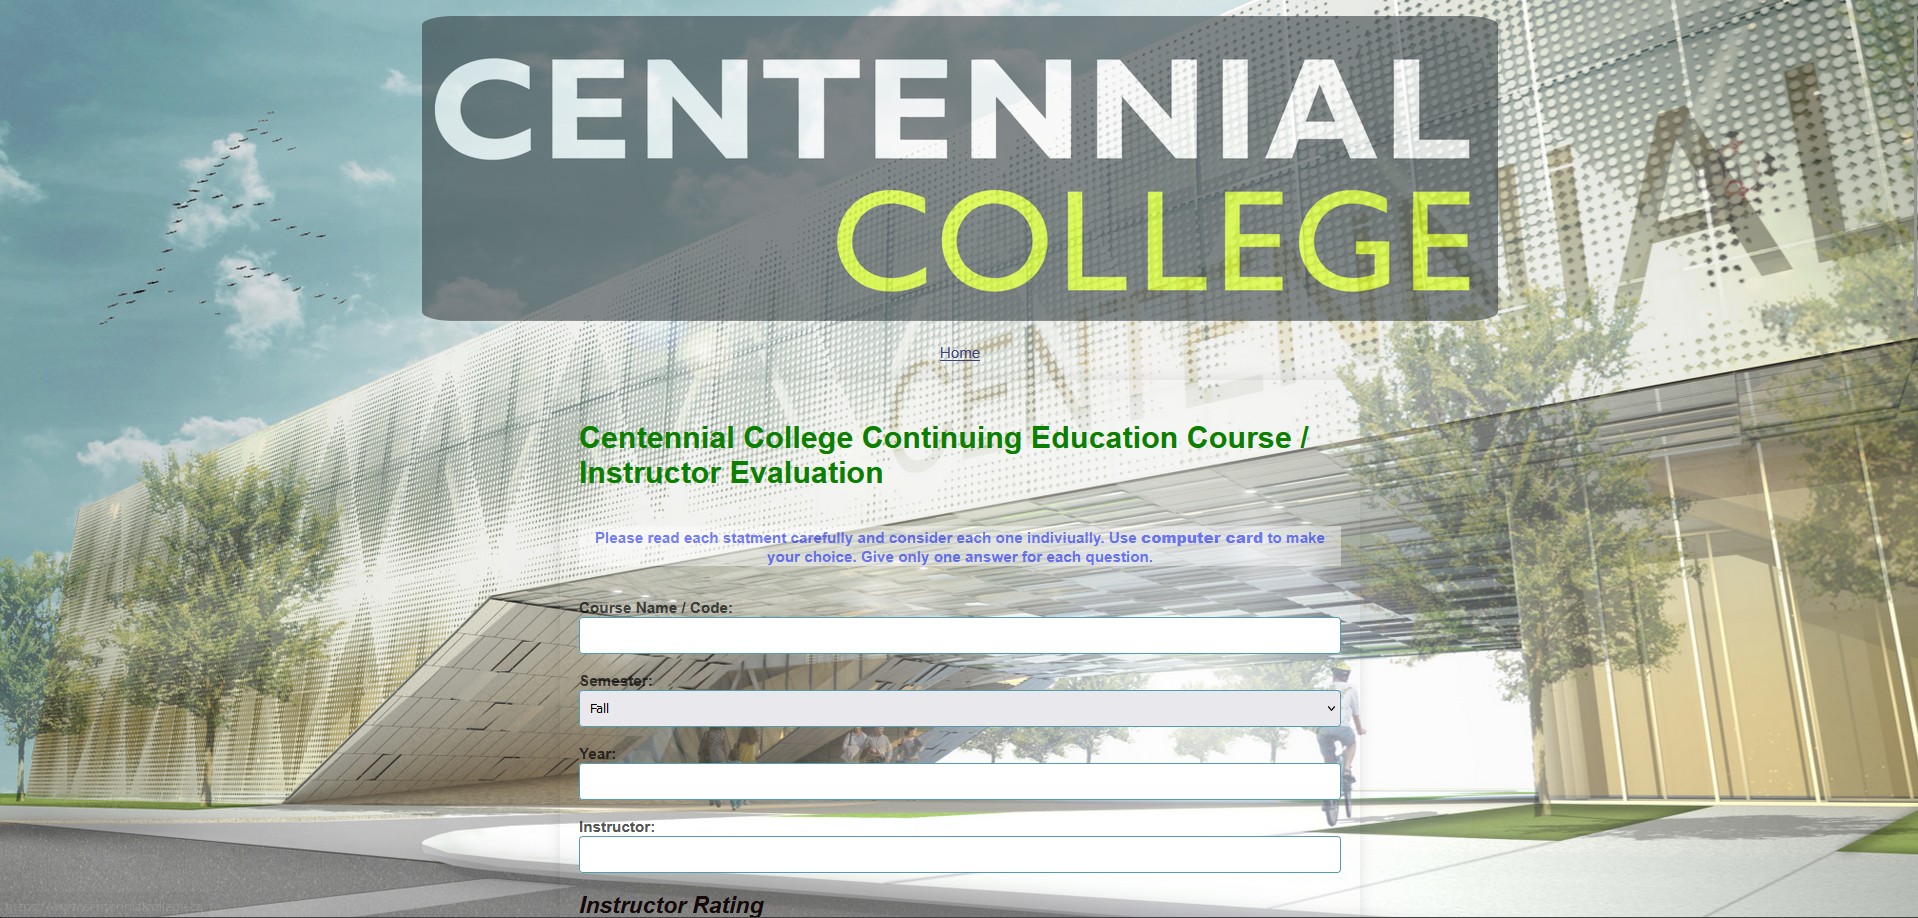 CENTENNIAL
COLLEGE
CENTENNIAL
Home
Centennial College Continuing Education Course /
Instructor Evaluation
Please read each statment carefully and consider each one indiviually. Use computer card to make
your choice. Give only one answer for each question.
Course Name / Code:
Semester:
Fall
Year:
Instructor:
Instructor Rating